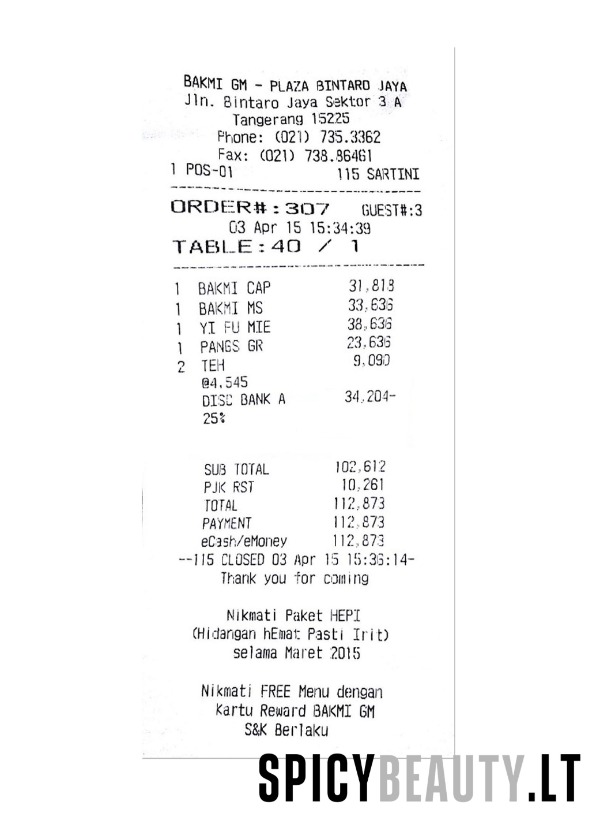 BAKMI GM - PLAZA BINTARO JAYA
Jln. Bintaro Jaya Sektor 3 A
Tangerang 15225
Phone: (021) 735.3362
Fax: (021) 738.86461
1 POS-01 115 SARTINI
ORDER#:307 GUEST#:3
03 Apr 15 15:34:39
TABLE:40 / 1
1 BAKMI CAP 31,818
1 BAKMI MS 33,636
1 YI FU MIE 38,636
1 PANGS GR 23,636
2 TEH 9,090
@4,545
DISC BANK A 34,204-
25%
SUB TOTAL 102,612
PJK RST 10,261
TOTAL 112,873
PAYMENT 112,873
eCash/eMoney 112,873
--115 CLOSED 03 Apr 15 15:36:14-
Thank you for coming
Nikmati Paket HEPI
(Hidangan hEmat Pasti Irit)
selama Maret 2015
Nikmati FREE Menu dengan
Kartu Reward BAKMI GM
S&K Berlaku
SPICYBEAUTY.LT